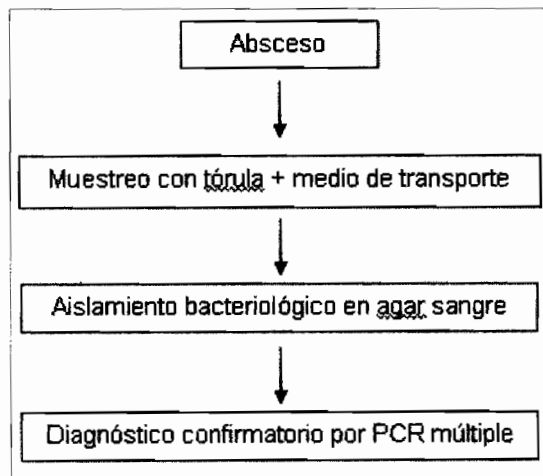 Absceso
Muestreo con tórula + medio de transporte
Aislamiento bacteriológico en agar sangre
Diagnóstico confirmatorio por PCR múltiple